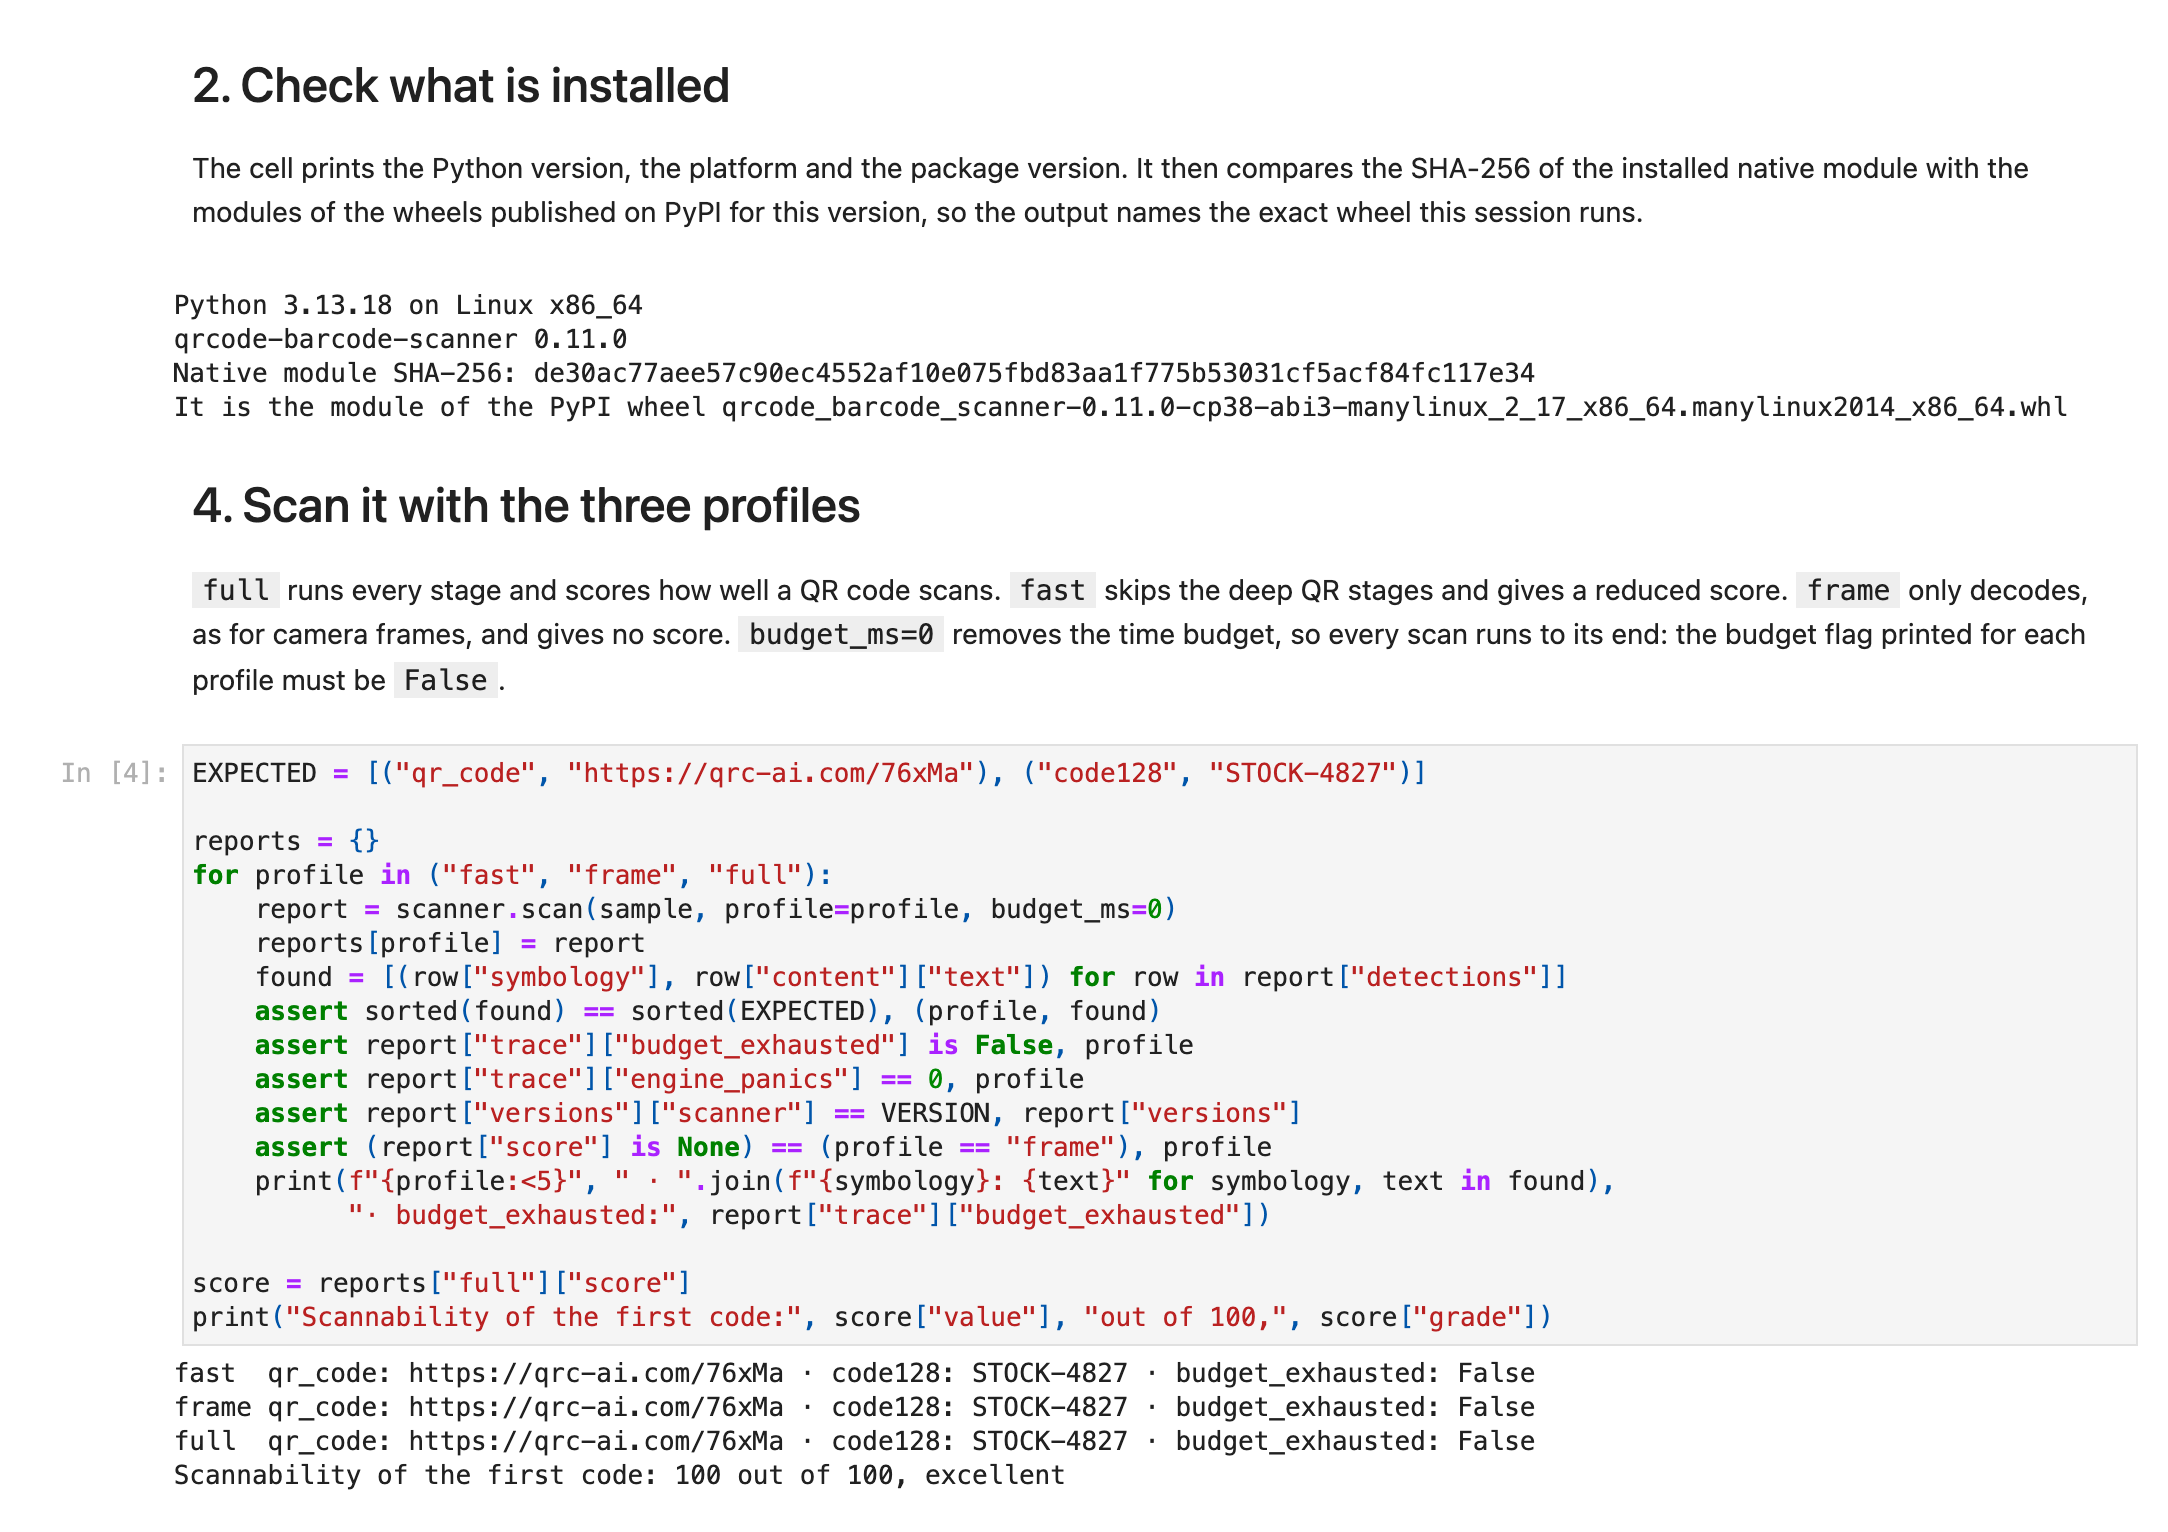 2. Check what is installed
The cell prints the Python version, the platform and the package version. It then compares the SHA-256 of the installed native module with the
modules of the wheels published on PyPI for this version, so the output names the exact wheel this session runs.
Python 3.13.18 on Linux x86_64
qrcode-barcode-scanner 0.11.0
Native module SHA-256: de30ac77aee57c90ec4552af10e075fbd83aa1f775b53031cf5acf84fc117e34
It is the module of the PyPI wheel qrcode_barcode_scanner-0.11.0-cp38-abi3-manylinux_2_17_x86_64.manylinux2014_x86_64.whl
4. Scan it with the three profiles
full runs every stage and scores how well a QR code scans. fast skips the deep QR stages and gives a reduced score. frame only decodes,
as for camera frames, and gives no score. budget_ms=0 removes the time budget, so every scan runs to its end: the budget flag printed for each
profile must be False.
In [4]: EXPECTED = [("qr_code", "https://qrc-ai.com/76xMa"), ("code128", "STOCK-4827")]
reports = {}
for profile in ("fast", "frame", "full"):
    report = scanner.scan(sample, profile=profile, budget_ms=0)
    reports[profile] = report
    found = [(row["symbology"], row["content"]["text"]) for row in report["detections"]]
    assert sorted(found) == sorted(EXPECTED), (profile, found)
    assert report["trace"]["budget_exhausted"] is False, profile
    assert report["trace"]["engine_panics"] == 0, profile
    assert report["versions"]["scanner"] == VERSION, report["versions"]
    assert (report["score"] is None) == (profile == "frame"), profile
    print(f"{profile:<5}", " · ".join(f"{symbology}: {text}" for symbology, text in found),
          "· budget_exhausted:", report["trace"]["budget_exhausted"])
score = reports["full"]["score"]
print("Scannability of the first code:", score["value"], "out of 100,", score["grade"])
fast  qr_code: https://qrc-ai.com/76xMa · code128: STOCK-4827 · budget_exhausted: False
frame qr_code: https://qrc-ai.com/76xMa · code128: STOCK-4827 · budget_exhausted: False
full  qr_code: https://qrc-ai.com/76xMa · code128: STOCK-4827 · budget_exhausted: False
Scannability of the first code: 100 out of 100, excellent